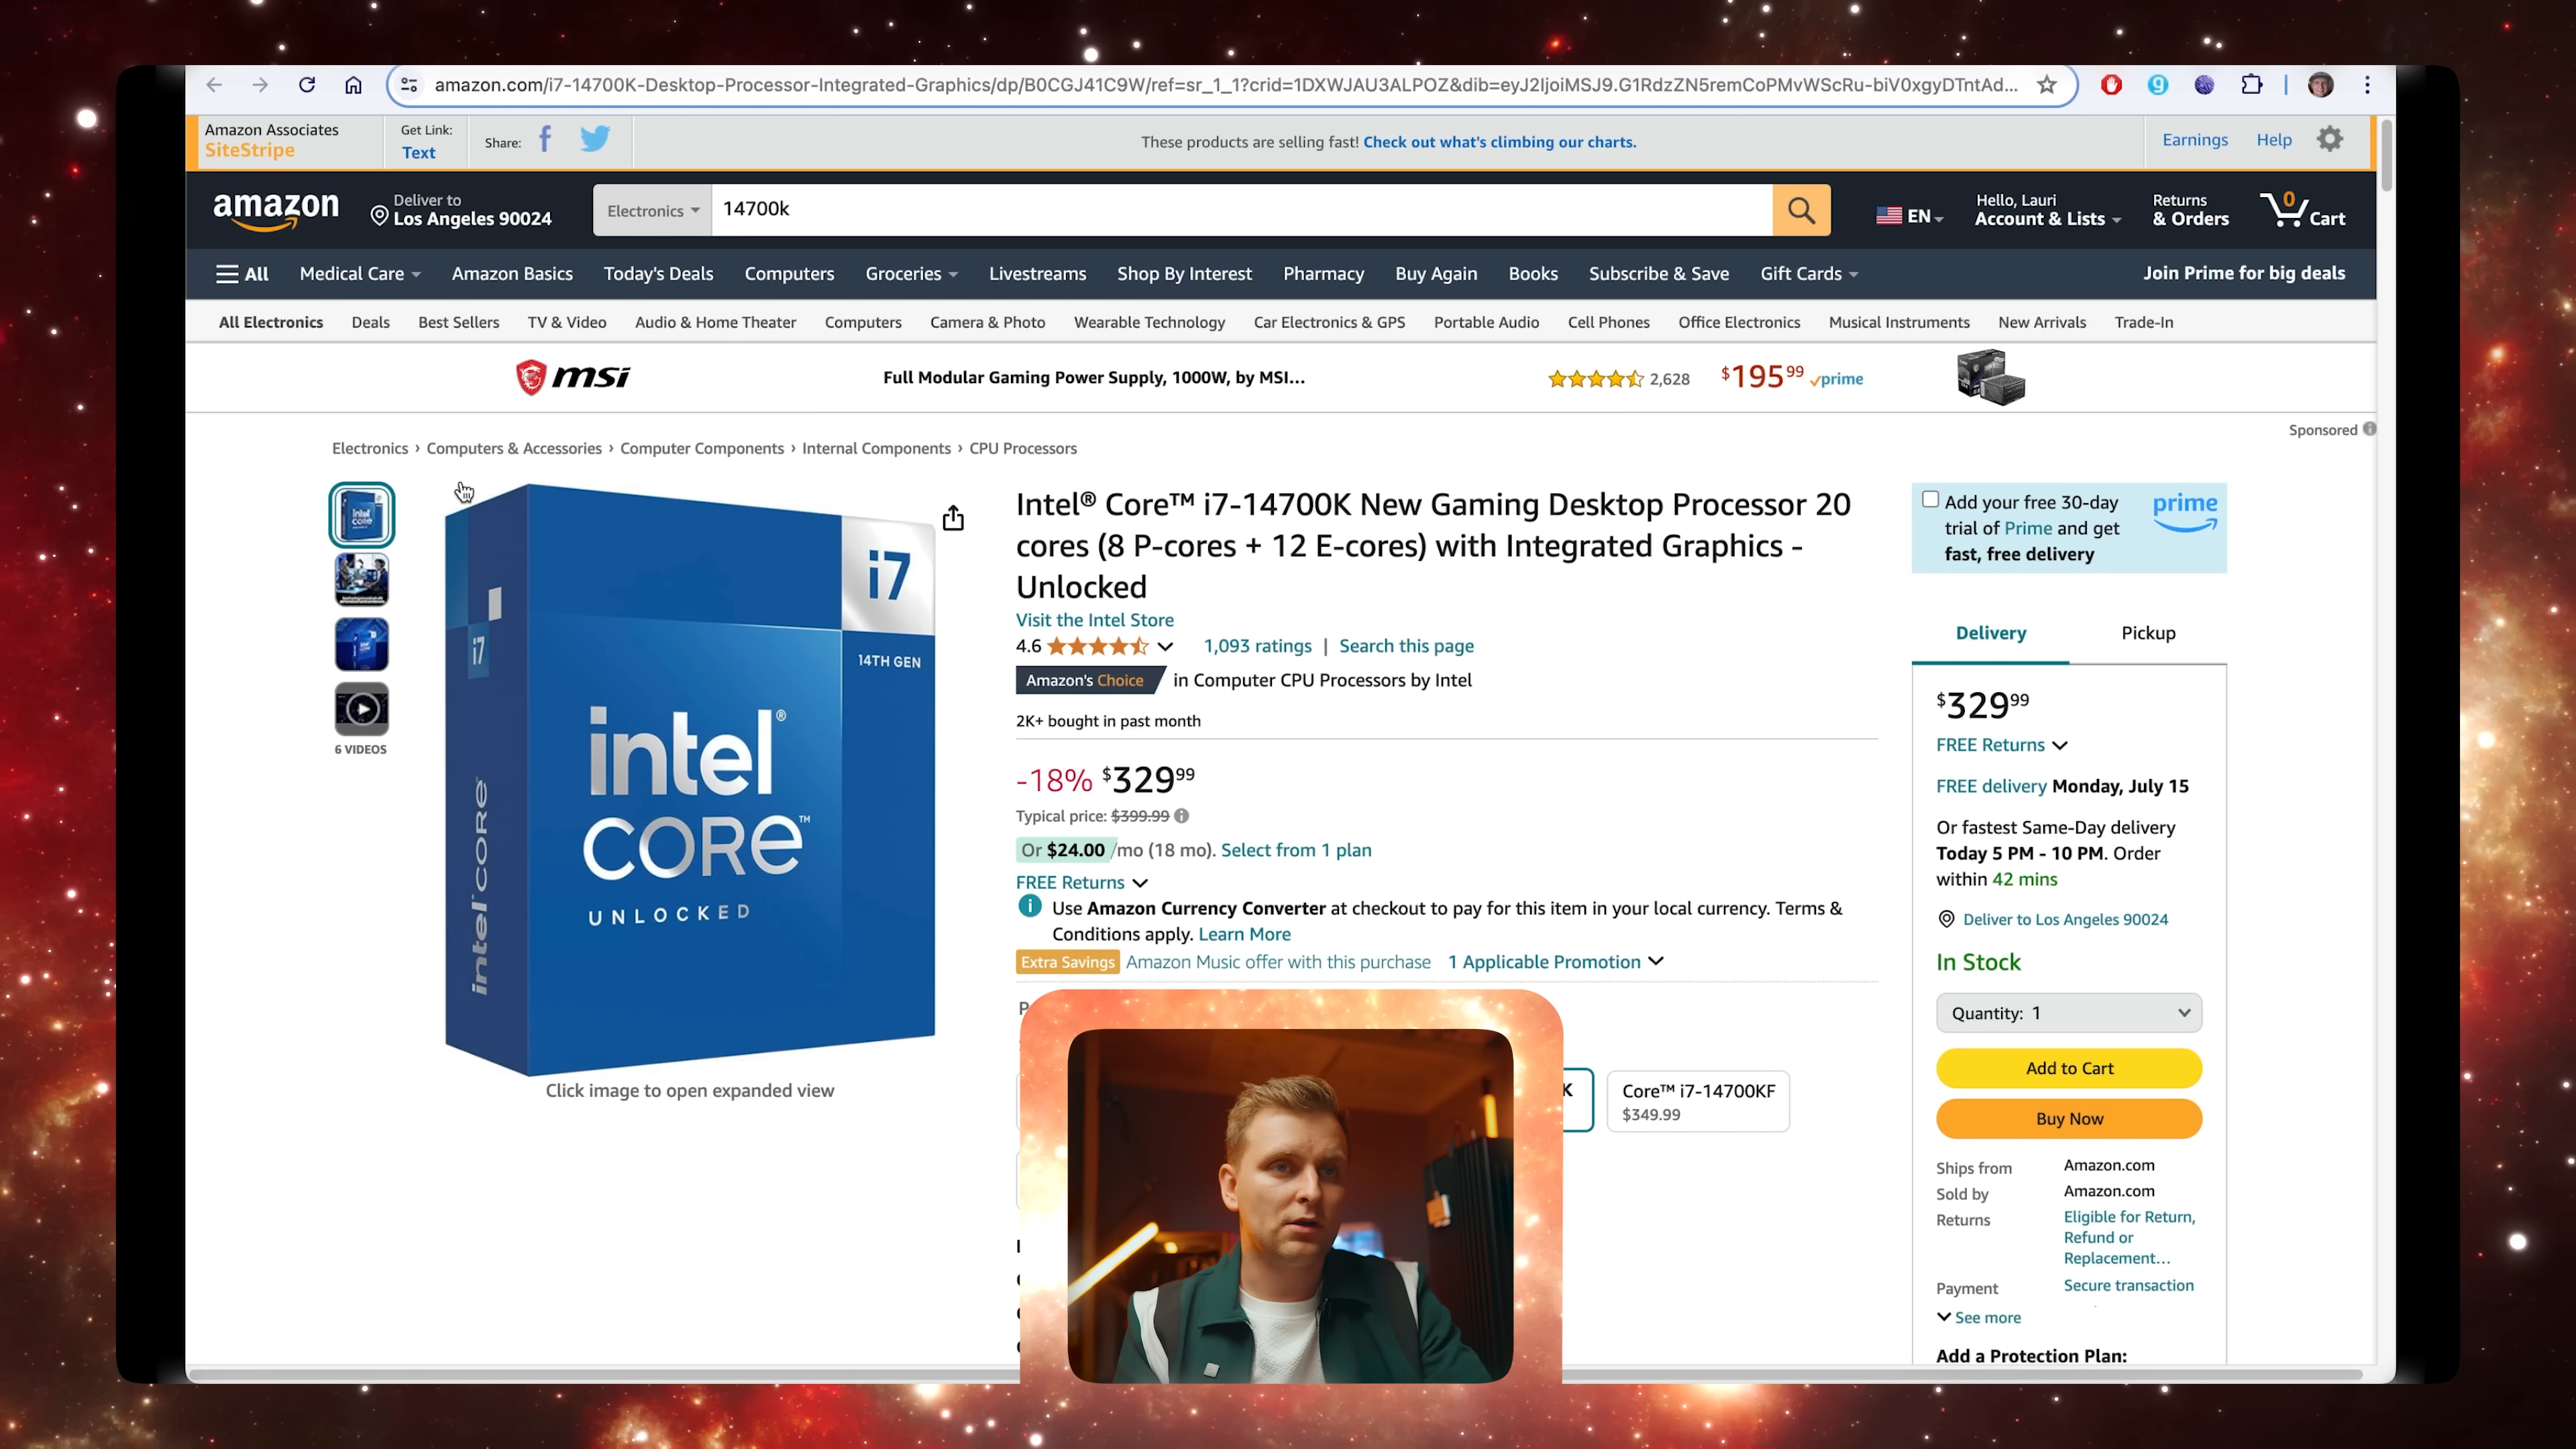 amazon.com/i7-14700K-Desktop-Processor-Integrated-Graphics/dp/B0CGJ41C9W/ref=sr_1_1?crid=1DXWJAU3ALPOZ&dib=eyJ2IjoiMSJ9.G1RdzZN5remCoPMvWScRu-biV0xgyDTntAd...
Amazon Associates
SiteStripe
Get Link:
Text
Share:
These products are selling fast! Check out what's climbing our charts.
Earnings
Help
amazon
Deliver to
Los Angeles 90024
Electronics
14700k
EN
Hello, Lauri
Account & Lists
Returns
& Orders
0
Cart
All
Medical Care
Amazon Basics
Today's Deals
Computers
Groceries
Livestreams
Shop By Interest
Pharmacy
Buy Again
Books
Subscribe & Save
Gift Cards
Join Prime for big deals
All Electronics
Deals
Best Sellers
TV & Video
Audio & Home Theater
Computers
Camera & Photo
Wearable Technology
Car Electronics & GPS
Portable Audio
Cell Phones
Office Electronics
Musical Instruments
New Arrivals
Trade-In
msi
Full Modular Gaming Power Supply, 1000W, by MSI...
2,628
$195.99
prime
Sponsored
Electronics › Computers & Accessories › Computer Components › Internal Components › CPU Processors
6 VIDEOS
i7
i7
14TH GEN
intel®
CORE™
UNLOCKED
intel CORE
Click image to open expanded view
Intel® Core™ i7-14700K New Gaming Desktop Processor 20
cores (8 P-cores + 12 E-cores) with Integrated Graphics -
Unlocked
Visit the Intel Store
4.6
1,093 ratings | Search this page
Amazon's Choice in Computer CPU Processors by Intel
2K+ bought in past month
-18% $329.99
Typical price: $399.99
Or $24.00 /mo (18 mo). Select from 1 plan
FREE Returns
Use Amazon Currency Converter at checkout to pay for this item in your local currency. Terms &
Conditions apply. Learn More
Extra Savings Amazon Music offer with this purchase 1 Applicable Promotion
K
Core™ i7-14700KF
$349.99
Add your free 30-day
trial of Prime and get
fast, free delivery
prime
Delivery
Pickup
$329.99
FREE Returns
FREE delivery Monday, July 15
Or fastest Same-Day delivery
Today 5 PM - 10 PM. Order
within 42 mins
Deliver to Los Angeles 90024
In Stock
Quantity: 1
Add to Cart
Buy Now
Ships from Amazon.com
Sold by Amazon.com
Returns Eligible for Return,
Refund or
Replacement...
Payment Secure transaction
See more
Add a Protection Plan: